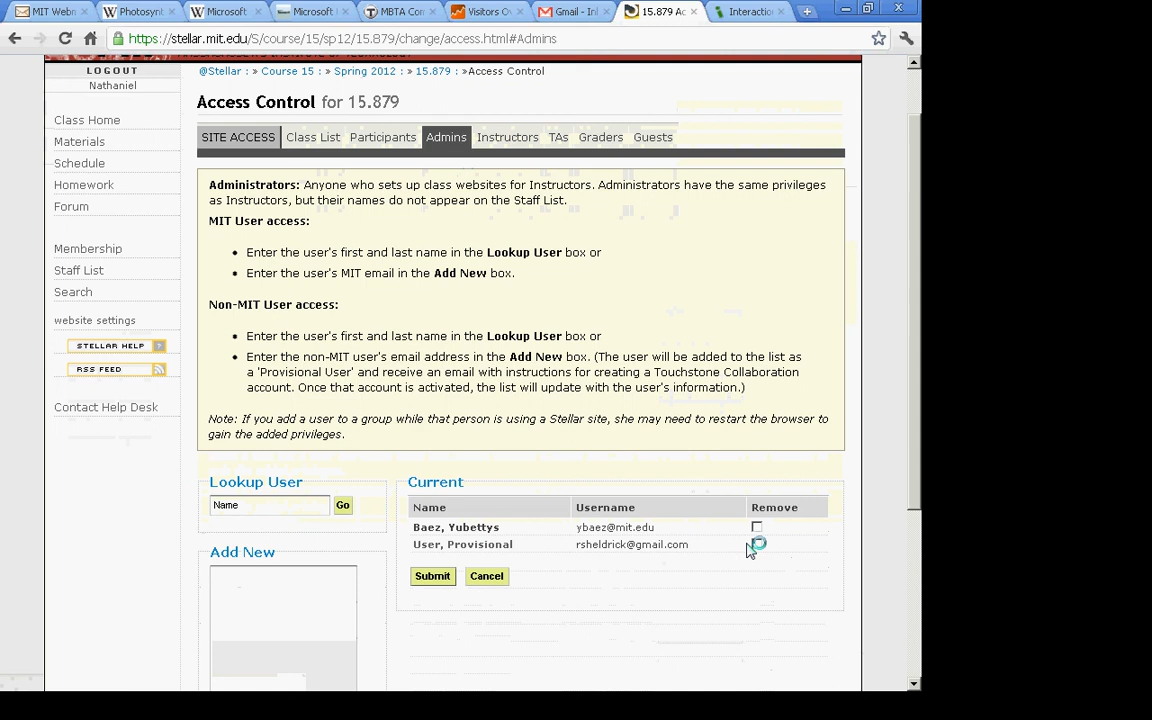 MIT Webm
Photosynt
Microsoft
Microsoft
MBTA Con
Visitors Ov
Gmail - Inb
15.879 Ac
Interactio
https://stellar.mit.edu/S/course/15/sp12/15.879/change/access.html#Admins
LOGOUT
Nathaniel
@Stellar : » Course 15 : » Spring 2012 : » 15.879 : »Access Control
Access Control for 15.879
SITE ACCESS Class List Participants Admins Instructors TAs Graders Guests
Class Home
Materials
Schedule
Homework
Forum
Membership
Staff List
Search
website settings
STELLAR HELP ?
RSS FEED
Contact Help Desk
Administrators: Anyone who sets up class websites for Instructors. Administrators have the same privileges
as Instructors, but their names do not appear on the Staff List.
MIT User access:
• Enter the user's first and last name in the Lookup User box or
• Enter the user's MIT email in the Add New box.
Non-MIT User access:
• Enter the user's first and last name in the Lookup User box or
• Enter the non-MIT user's email address in the Add New box. (The user will be added to the list as
a 'Provisional User' and receive an email with instructions for creating a Touchstone Collaboration
account. Once that account is activated, the list will update with the user's information.)
Note: If you add a user to a group while that person is using a Stellar site, she may need to restart the browser to
gain the added privileges.
Lookup User
Name Go
Add New
Current
Name Username Remove
Baez, Yubettys ybaez@mit.edu
User, Provisional rsheldrick@gmail.com
Submit Cancel